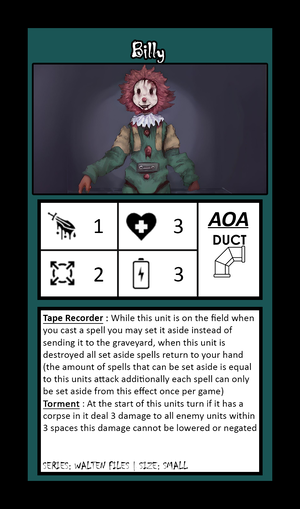 Billy
1 3 AOA
DUCT
2 3
Tape Recorder : While this unit is on the field when
you cast a spell you may set it aside instead of
sending it to the graveyard, when this unit is
destroyed all set aside spells return to your hand
(the amount of spells that can be set aside is equal
to this units attack additionally each spell can only
be set aside from this effect once per game)
Torment : At the start of this units turn if it has a
corpse in it deal 3 damage to all enemy units within
3 spaces this damage cannot be lowered or negated
SERIES; WALTEN FILES | SIZE; SMALL